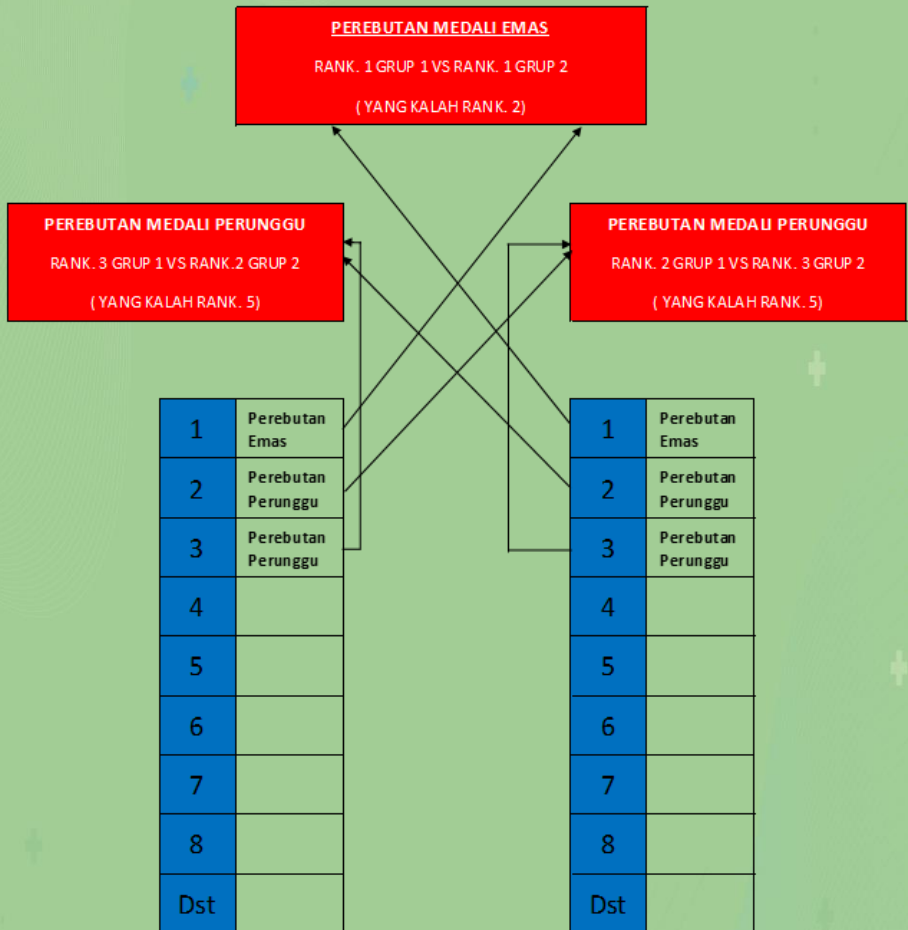 PEREBUTAN MEDALI EMAS
RANK. 1 GRUP 1 VS RANK. 1 GRUP 2
( YANG KALAH RANK. 2)
PEREBUTAN MEDALI PERUNGGU
RANK. 3 GRUP 1 VS RANK.2 GRUP 2
( YANG KALAH RANK. 5)
PEREBUTAN MEDALI PERUNGGU
RANK. 2 GRUP 1 VS RANK. 3 GRUP 2
( YANG KALAH RANK. 5)
1
Perebutan
Emas
2
Perebutan
Perunggu
3
Perebutan
Perunggu
4
5
6
7
8
Dst
1
Perebutan
Emas
2
Perebutan
Perunggu
3
Perebutan
Perunggu
4
5
6
7
8
Dst